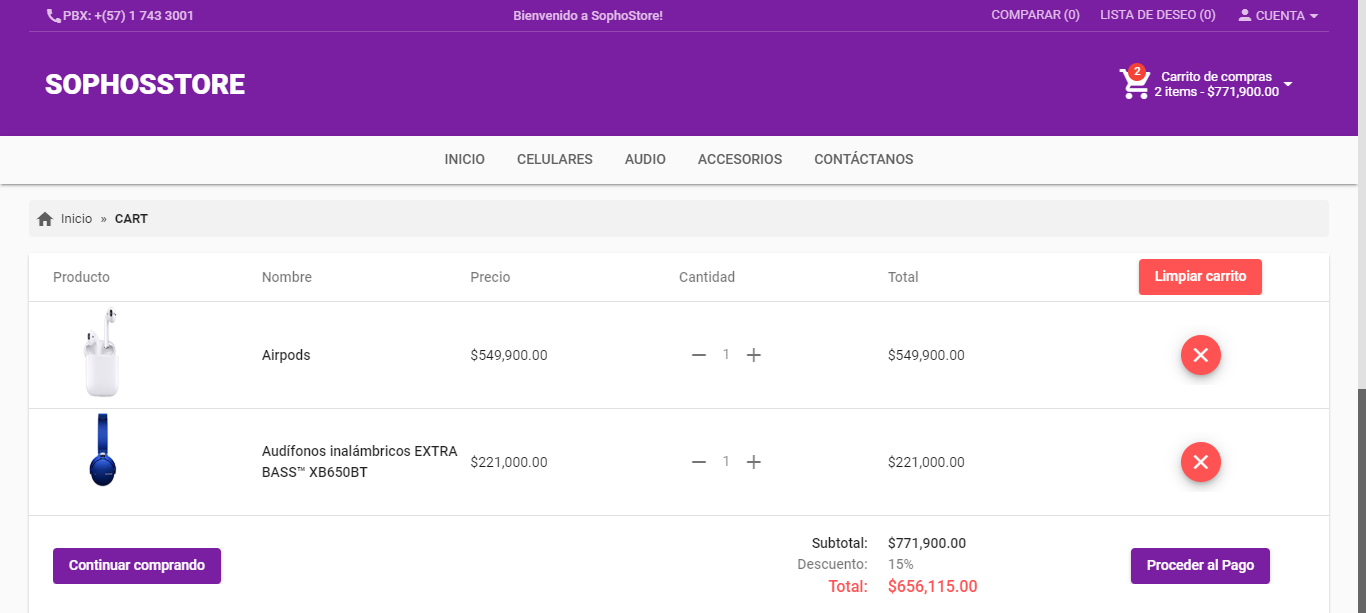 PBX: +(57) 1 743 3001
Bienvenido a SophoStore!
COMPARAR (0)
LISTA DE DESEO (0)
CUENTA
SOPHOSSTORE
2
Carrito de compras
2 items - $771,900.00
INICIO
CELULARES
AUDIO
ACCESORIOS
CONTÁCTANOS
Inicio » CART
Producto
Nombre
Precio
Cantidad
Total
Limpiar carrito
Airpods
$549,900.00
1
$549,900.00
Audífonos inalámbricos EXTRA
BASS™ XB650BT
$221,000.00
1
$221,000.00
Continuar comprando
Subtotal: $771,900.00
Descuento: 15%
Total: $656,115.00
Proceder al Pago